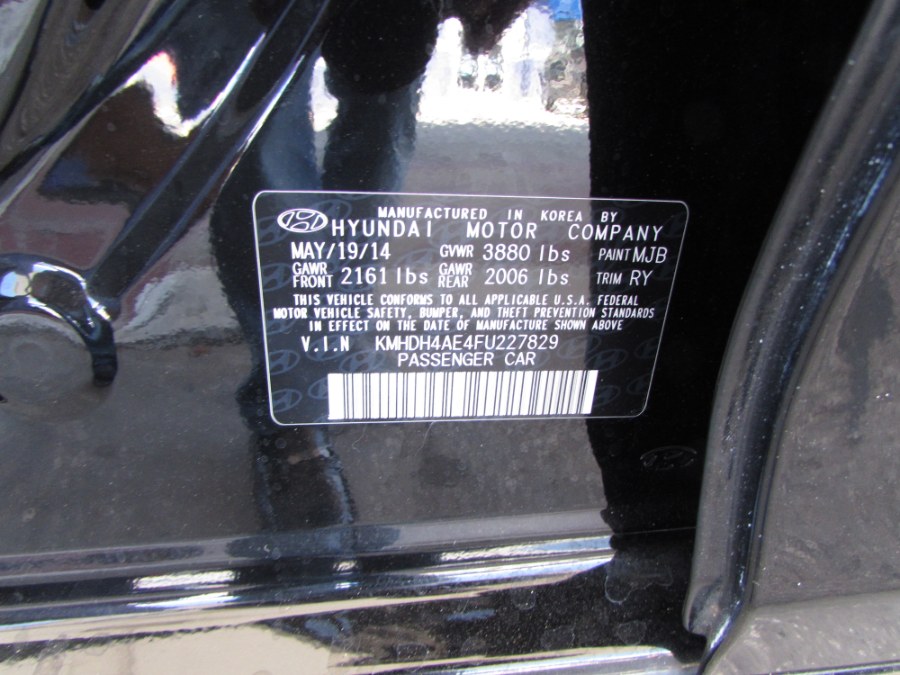 MANUFACTURED IN KOREA BY
HYUNDAI MOTOR COMPANY
MAY/19/14 GVWR 3880 lbs PAINT MJB
GAWR FRONT 2161 lbs GAWR REAR 2006 lbs TRIM RY
THIS VEHICLE CONFORMS TO ALL APPLICABLE U.S.A. FEDERAL
MOTOR VEHICLE SAFETY, BUMPER, AND THEFT PREVENTION STANDARDS
IN EFFECT ON THE DATE OF MANUFACTURE SHOWN ABOVE
V.I.N KMHDH4AE4FU227829
PASSENGER CAR